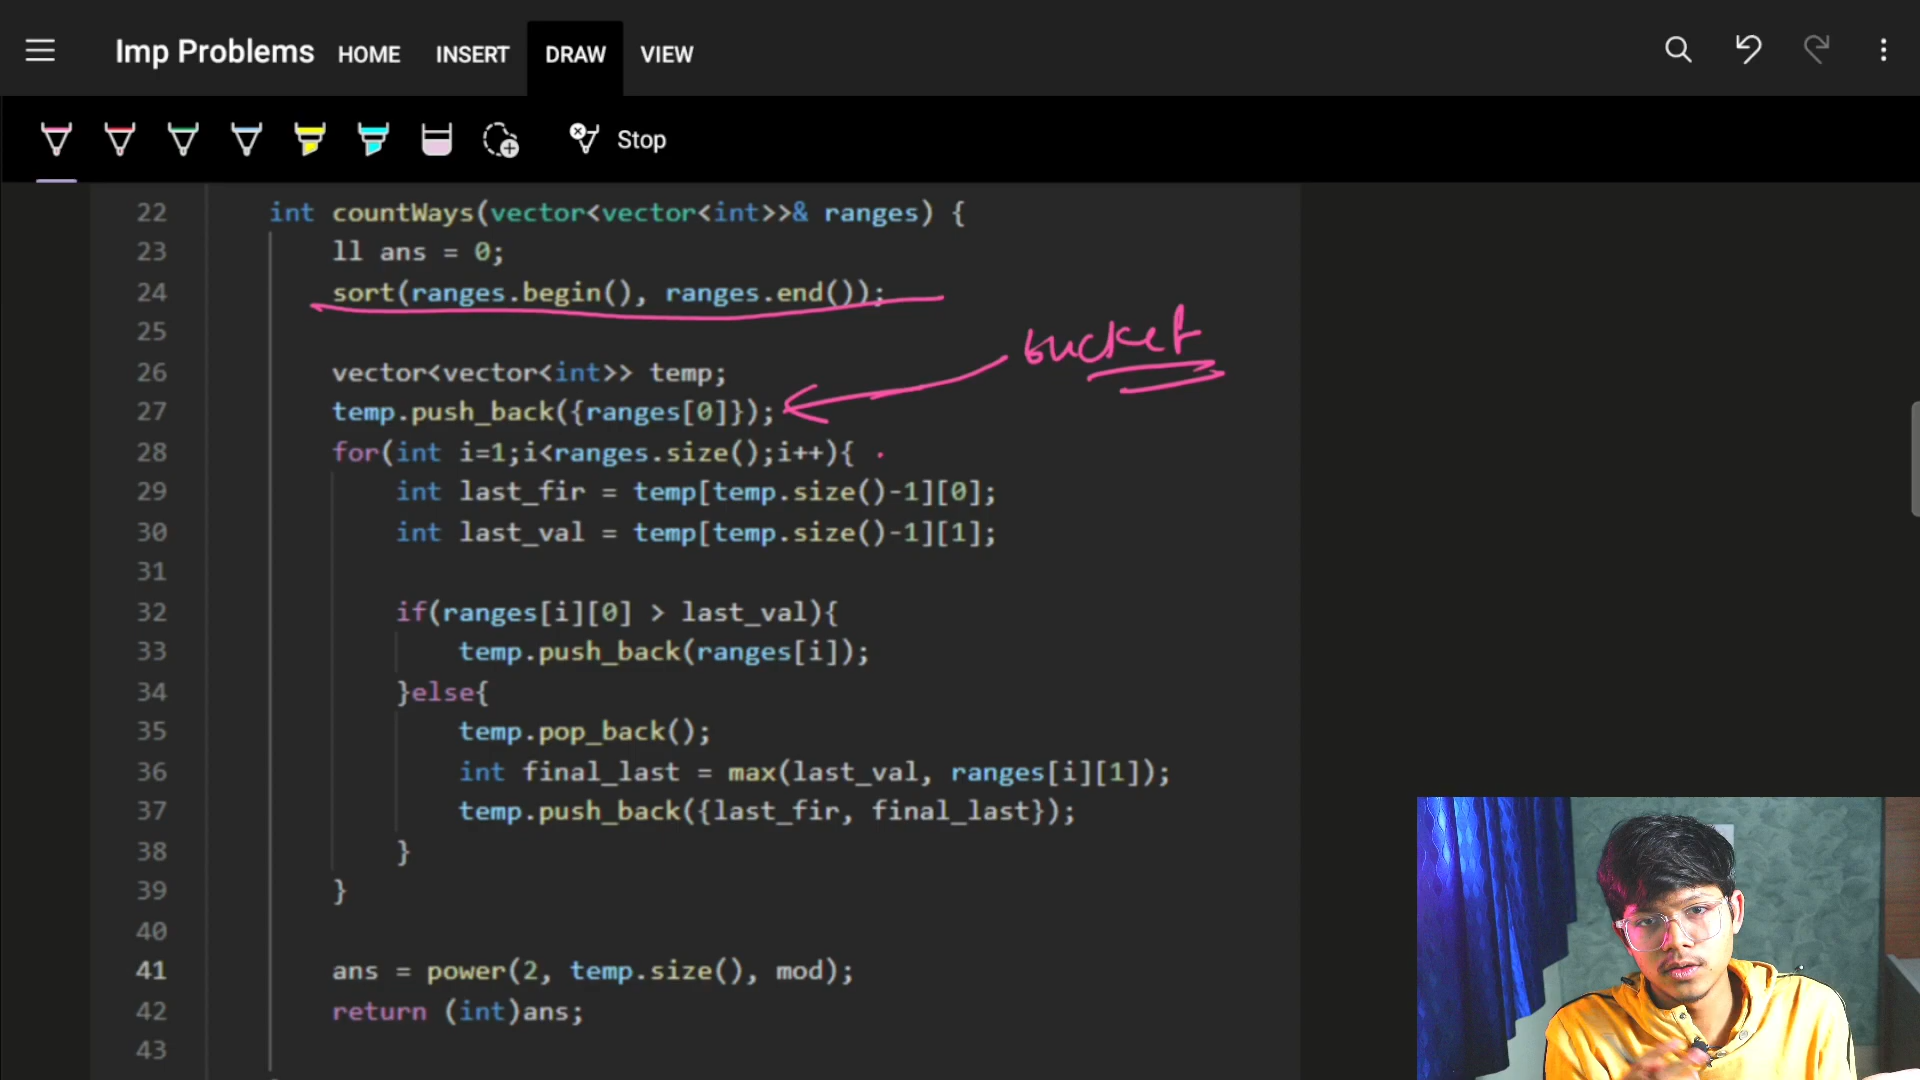 Imp Problems HOME INSERT DRAW VIEW
Stop
22 int countWays(vector<vector<int>>& ranges) {
23 ll ans = 0;
24 sort(ranges.begin(), ranges.end());
25
bucket
26 vector<vector<int>> temp;
27 temp.push_back({ranges[0]});
28 for(int i=1;i<ranges.size();i++){
29 int last_fir = temp[temp.size()-1][0];
30 int last_val = temp[temp.size()-1][1];
31
32 if(ranges[i][0] > last_val){
33 temp.push_back(ranges[i]);
34 }else{
35 temp.pop_back();
36 int final_last = max(last_val, ranges[i][1]);
37 temp.push_back({last_fir, final_last});
38 }
39 }
40
41 ans = power(2, temp.size(), mod);
42 return (int)ans;
43